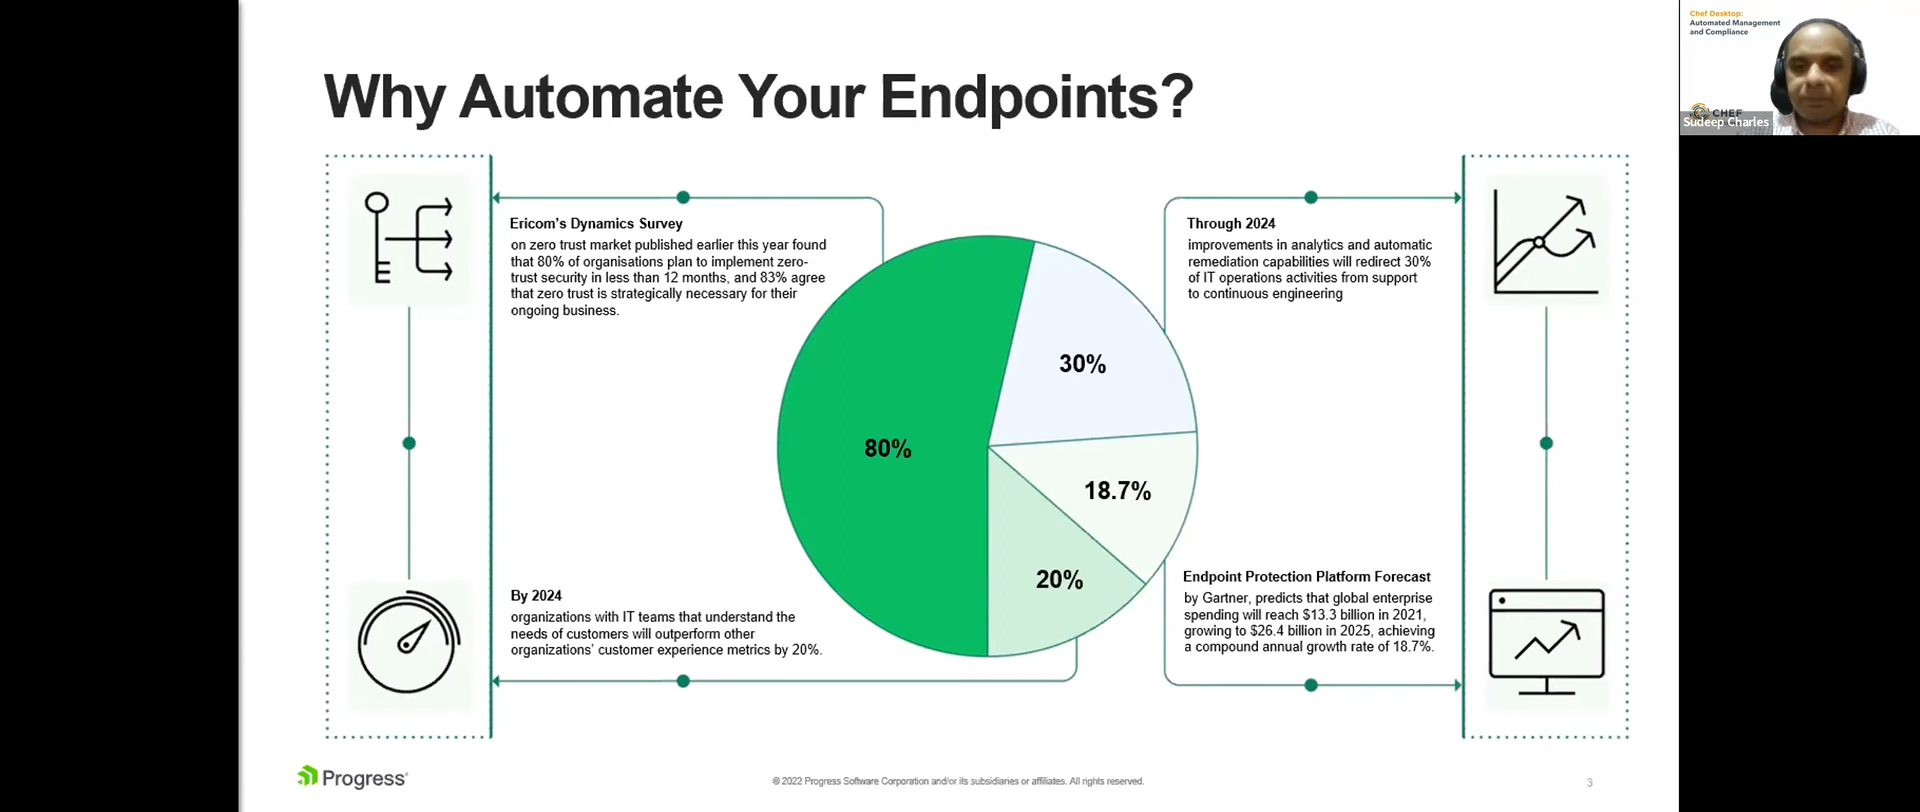 Why Automate Your Endpoints?
Ericom's Dynamics Survey
on zero trust market published earlier this year found
that 80% of organisations plan to implement zero-
trust security in less than 12 months, and 83% agree
that zero trust is strategically necessary for their
ongoing business.
By 2024
organizations with IT teams that understand the
needs of customers will outperform other
organizations' customer experience metrics by 20%.
80%
30%
18.7%
20%
Through 2024
improvements in analytics and automatic
remediation capabilities will redirect 30%
of IT operations activities from support
to continuous engineering
Endpoint Protection Platform Forecast
by Gartner, predicts that global enterprise
spending will reach $13.3 billion in 2021,
growing to $26.4 billion in 2025, achieving
a compound annual growth rate of 18.7%.
Progress
© 2022 Progress Software Corporation and/or its subsidiaries or affiliates. All rights reserved.
3
Chef Desktop:
Automated Management
and Compliance
CHEF
Sudeep Charles